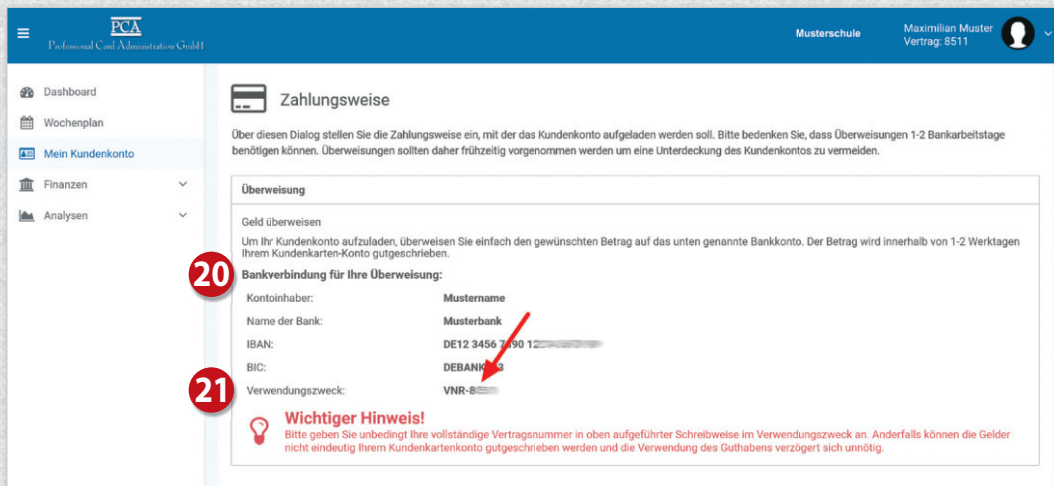 PCA
Professional Card Administration GmbH
Musterschule
Maximilian Muster
Vertrag: 8511
Dashboard
Wochenplan
Mein Kundenkonto
Finanzen
Analysen
Zahlungsweise
Über diesen Dialog stellen Sie die Zahlungsweise ein, mit der das Kundenkonto aufgeladen werden soll. Bitte bedenken Sie, dass Überweisungen 1-2 Bankarbeitstage
benötigen können. Überweisungen sollten daher frühzeitig vorgenommen werden um eine Unterdeckung des Kundenkontos zu vermeiden.
Überweisung
Geld überweisen
Um Ihr Kundenkonto aufzuladen, überweisen Sie einfach den gewünschten Betrag auf das unten genannte Bankkonto. Der Betrag wird innerhalb von 1-2 Werktagen
Ihrem Kundenkarten-Konto gutgeschrieben.
20 Bankverbindung für Ihre Überweisung:
Kontoinhaber: Mustername
Name der Bank: Musterbank
IBAN: DE12 3456
BIC:
21 Verwendungszweck: VNR-8
Wichtiger Hinweis!
Bitte geben Sie unbedingt Ihre vollständige Vertragsnummer in oben aufgeführter Schreibweise im Verwendungszweck an. Anderfalls können die Gelder
nicht eindeutig Ihrem Kundenkartenkonto gutgeschrieben werden und die Verwendung des Guthabens verzögert sich unnötig.